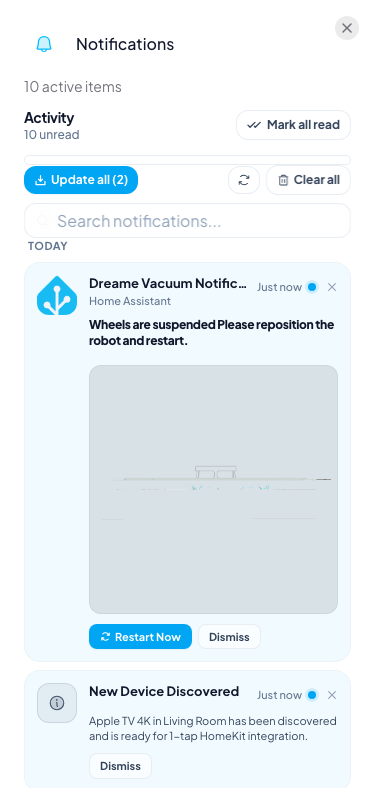 Notifications
10 active items
Activity
10 unread
Mark all read
Update all (2)
Clear all
Search notifications...
TODAY
Dreame Vacuum Notific...
Just now
Home Assistant
Wheels are suspended Please reposition the
robot and restart.
Restart Now
Dismiss
New Device Discovered
Just now
Apple TV 4K in Living Room has been discovered
and is ready for 1-tap HomeKit integration.
Dismiss